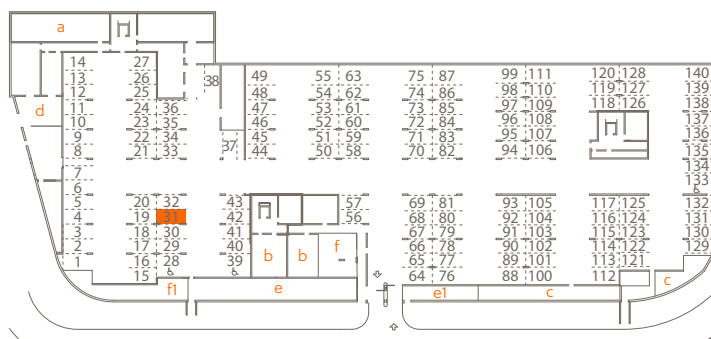 a
14 27 38 49 55 63 75 87 99 111 120 128 140
13 26 119 127 139
12 25 48 54 62 74 86 98 110 118 126 138
11 24 36 47 53 61 73 85 97 109 137
d
10 23 35 46 52 60 72 84 96 108 136
9 22 34 37 45 51 59 71 83 95 107
8 21 33 44 50 58 70 82 94 106 135
7 134
6 133
5 20 32 43 57 69 81 93 105 117 125 132
4 19 31 42 56 68 80 92 104 116 124 131
3 18 30 41 67 79 91 103 115 123 130
2 17 29 40 f 66 78 90 102 114 122 129
1 16 28 39 b b 65 77 89 101 113 121
15 64 76 88 100 112 c
f1 e e1 c